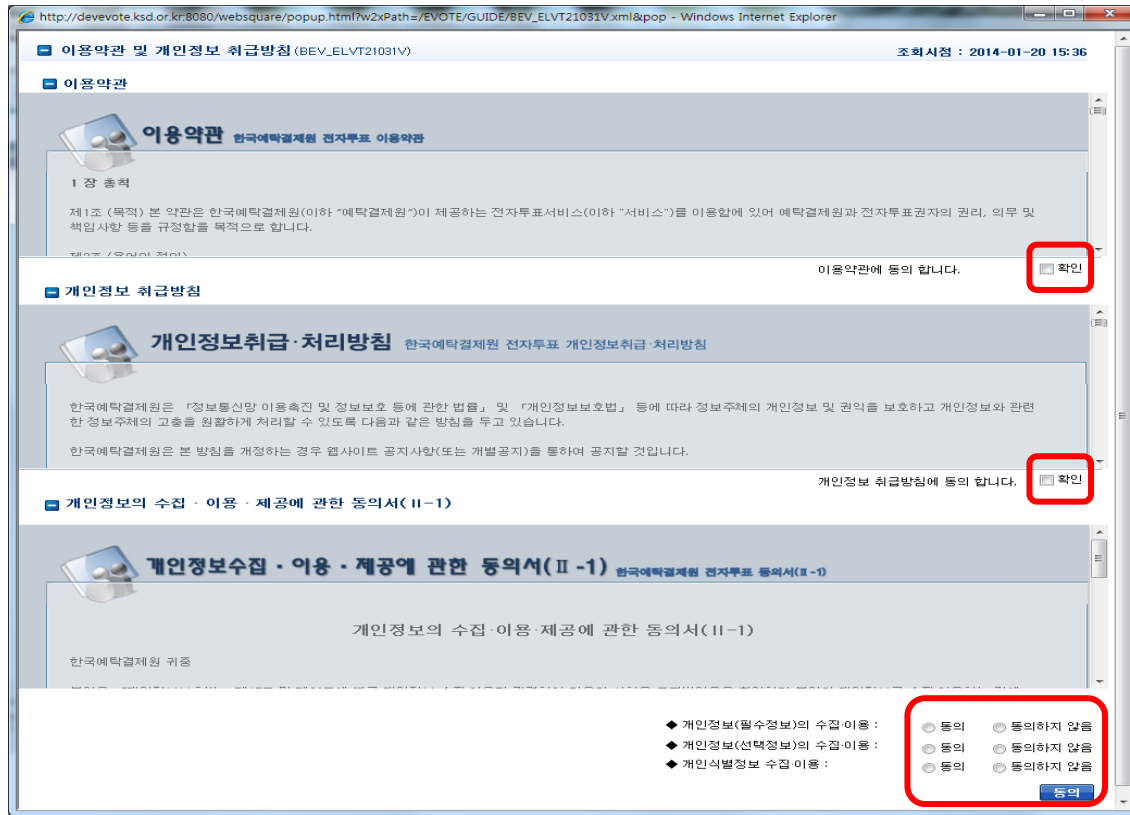 http://devevote.ksd.or.kr:8080/websquare/popup.html?w2xPath=/EVOTE/GUIDE/BEV_ELVT21031V.xml&pop - Windows Internet Explorer
이용약관 및 개인정보 취급방침(BEV_ELVT21031V) 조회시점 : 2014-01-20 15:36
이용약관
이용약관 한국예탁결제원 전자투표 이용약관
1 장 총칙
제1조 (목적) 본 약관은 한국예탁결제원(이하 "예탁결제원")이 제공하는 전자투표서비스(이하 "서비스")를 이용함에 있어 예탁결제원과 전자투표권자의 권리, 의무 및
책임사항 등을 규정함을 목적으로 합니다.
제2조 (용어의 정의)
이용약관에 동의 합니다. 확인
개인정보 취급방침
개인정보취급·처리방침 한국예탁결제원 전자투표 개인정보취급·처리방침
한국예탁결제원은 「정보통신망 이용촉진 및 정보보호 등에 관한 법률」 및 「개인정보보호법」 등에 따라 정보주체의 개인정보 및 권익을 보호하고 개인정보와 관련
한 정보주체의 고충을 원활하게 처리할 수 있도록 다음과 같은 방침을 두고 있습니다.
한국예탁결제원은 본 방침을 개정하는 경우 웹사이트 공지사항(또는 개별공지)을 통하여 공지할 것입니다.
개인정보 취급방침에 동의 합니다. 확인
개인정보의 수집 · 이용 · 제공에 관한 동의서(II-1)
개인정보수집 · 이용 · 제공에 관한 동의서(Ⅱ-1) 한국예탁결제원 전자투표 동의서(Ⅱ-1)
개인정보의 수집·이용·제공에 관한 동의서(II-1)
한국예탁결제원 귀중
◆ 개인정보(필수정보)의 수집·이용 : 동의 동의하지 않음
◆ 개인정보(선택정보)의 수집·이용 : 동의 동의하지 않음
◆ 개인식별정보 수집·이용 : 동의 동의하지 않음
동의